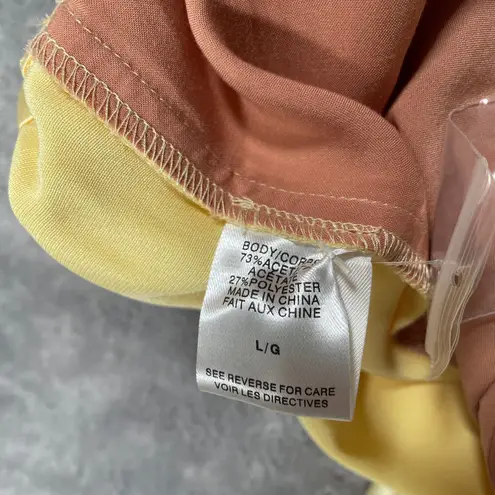 BODY/CORPS
73%ACETATE
ACETATE
27%POLYESTER
MADE IN CHINA
FAIT AUX CHINE
L/G
SEE REVERSE FOR CARE
VOIR LES DIRECTIVES